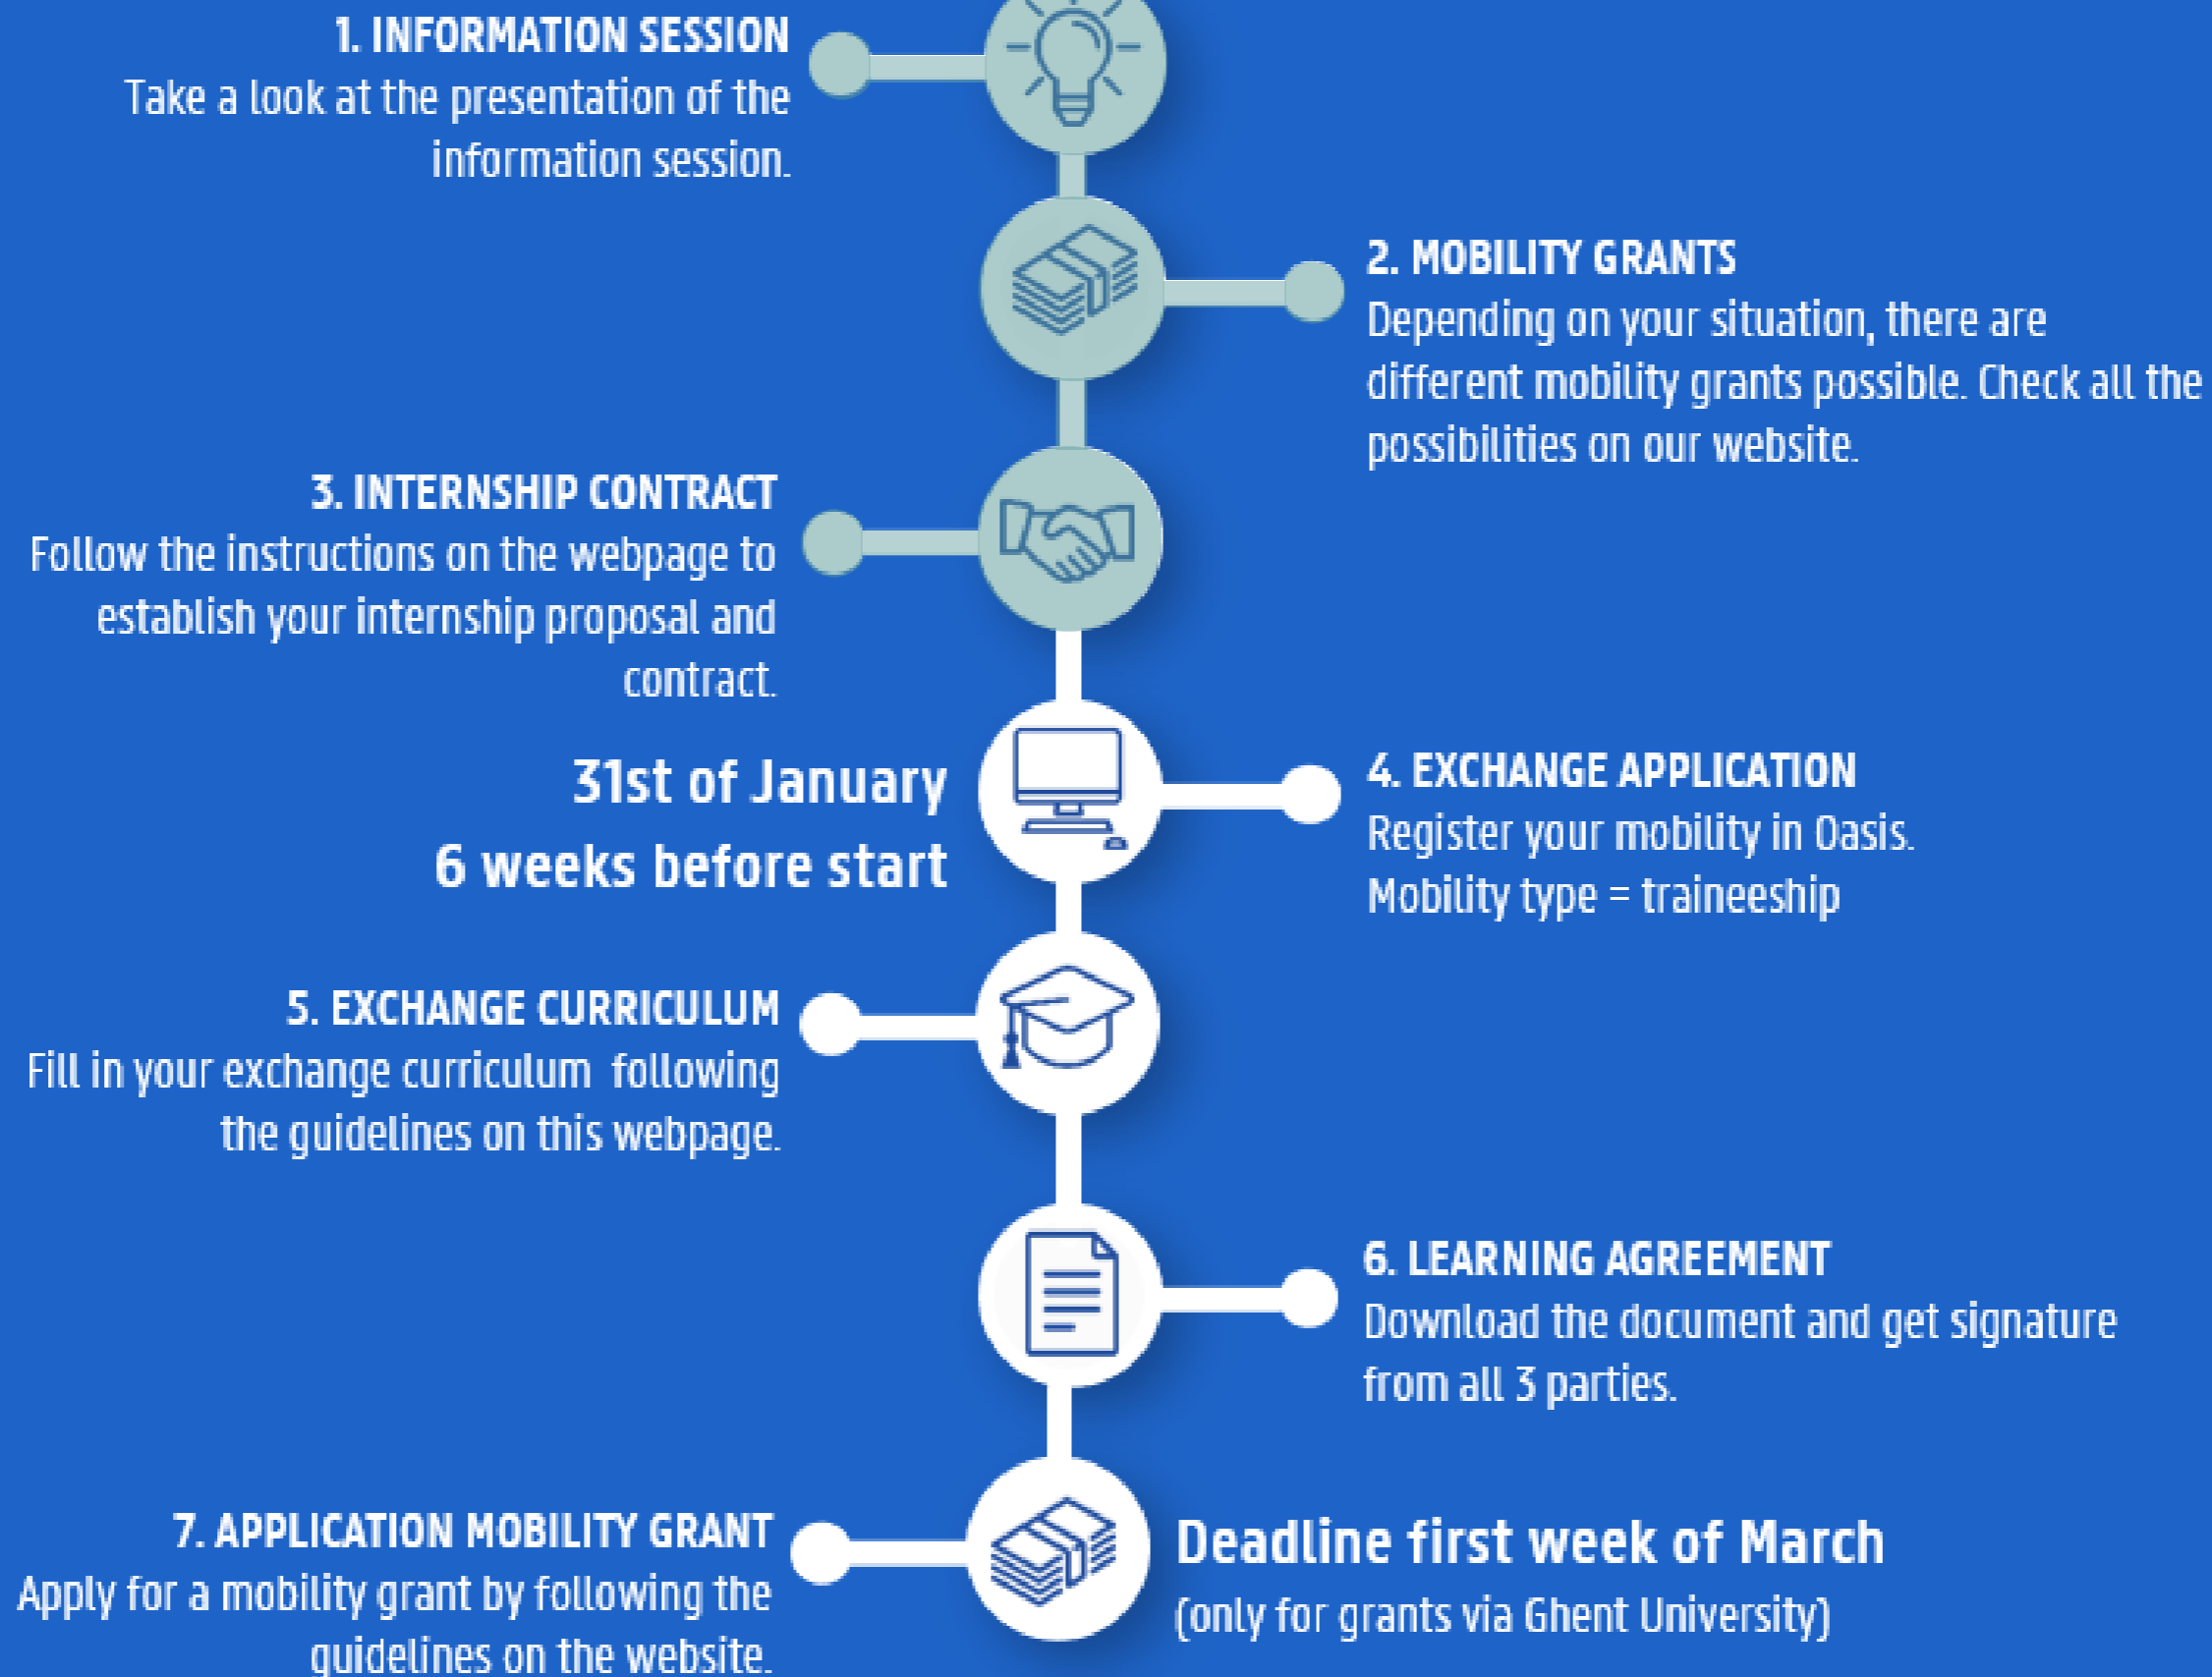 1. INFORMATION SESSION
Take a look at the presentation of the
information session.
2. MOBILITY GRANTS
Depending on your situation, there are
different mobility grants possible. Check all the
possibilities on our website.
3. INTERNSHIP CONTRACT
Follow the instructions on the webpage to
establish your internship proposal and
contract.
31st of January
6 weeks before start
4. EXCHANGE APPLICATION
Register your mobility in Oasis.
Mobility type = traineeship
5. EXCHANGE CURRICULUM
Fill in your exchange curriculum  following
the guidelines on this webpage.
6. LEARNING AGREEMENT
Download the document and get signature
from all 3 parties.
7. APPLICATION MOBILITY GRANT
Apply for a mobility grant by following the
guidelines on the website.
Deadline first week of March
(only for grants via Ghent University)